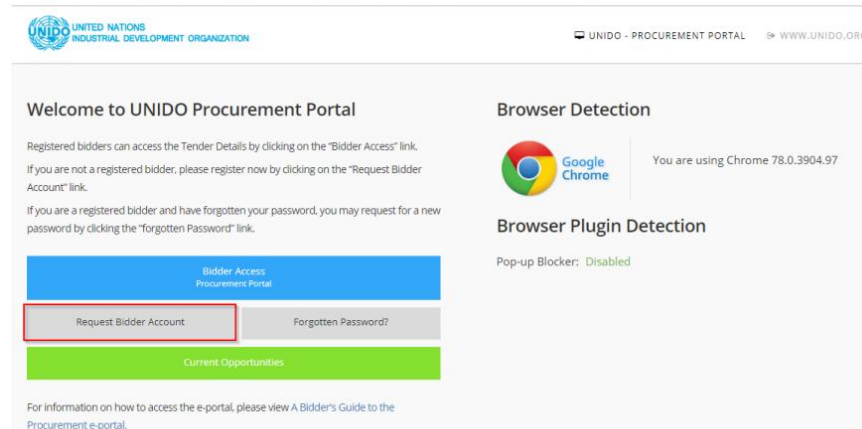 UNIDO UNITED NATIONS
INDUSTRIAL DEVELOPMENT ORGANIZATION
UNIDO - PROCUREMENT PORTAL
WWW.UNIDO.OR
Welcome to UNIDO Procurement Portal
Registered bidders can access the Tender Details by clicking on the "Bidder Access" link.
If you are not a registered bidder, please register now by clicking on the "Request Bidder
Account" link.
If you are a registered bidder and have forgotten your password, you may request for a new
password by clicking the "forgotten Password" link.
Bidder Access
Procurement Portal
Request Bidder Account
Forgotten Password?
Current Opportunities
For information on how to access the e-portal, please view A Bidder's Guide to the
Procurement e-portal.
Browser Detection
Google
Chrome
You are using Chrome 78.0.3904.97
Browser Plugin Detection
Pop-up Blocker: Disabled